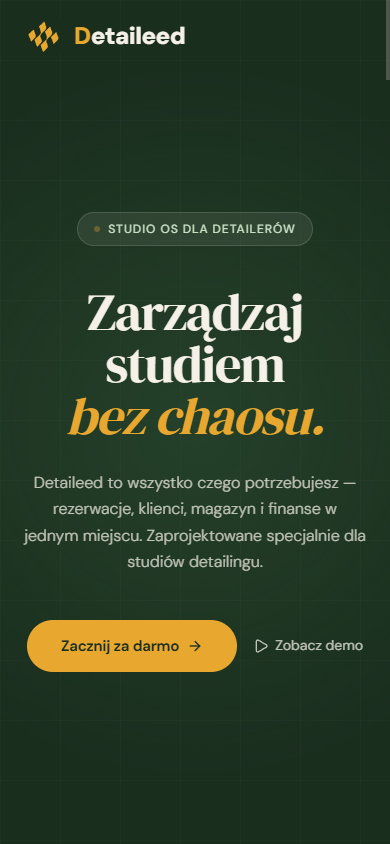 Detaileed
STUDIO OS DLA DETAILERÓW
Zarządzaj
studiem
bez chaosu.
Detaileed to wszystko czego potrzebujesz —
rezerwacje, klienci, magazyn i finanse w
jednym miejscu. Zaprojektowane specjalnie dla
studiów detailingu.
Zacznij za darmo →
Zobacz demo